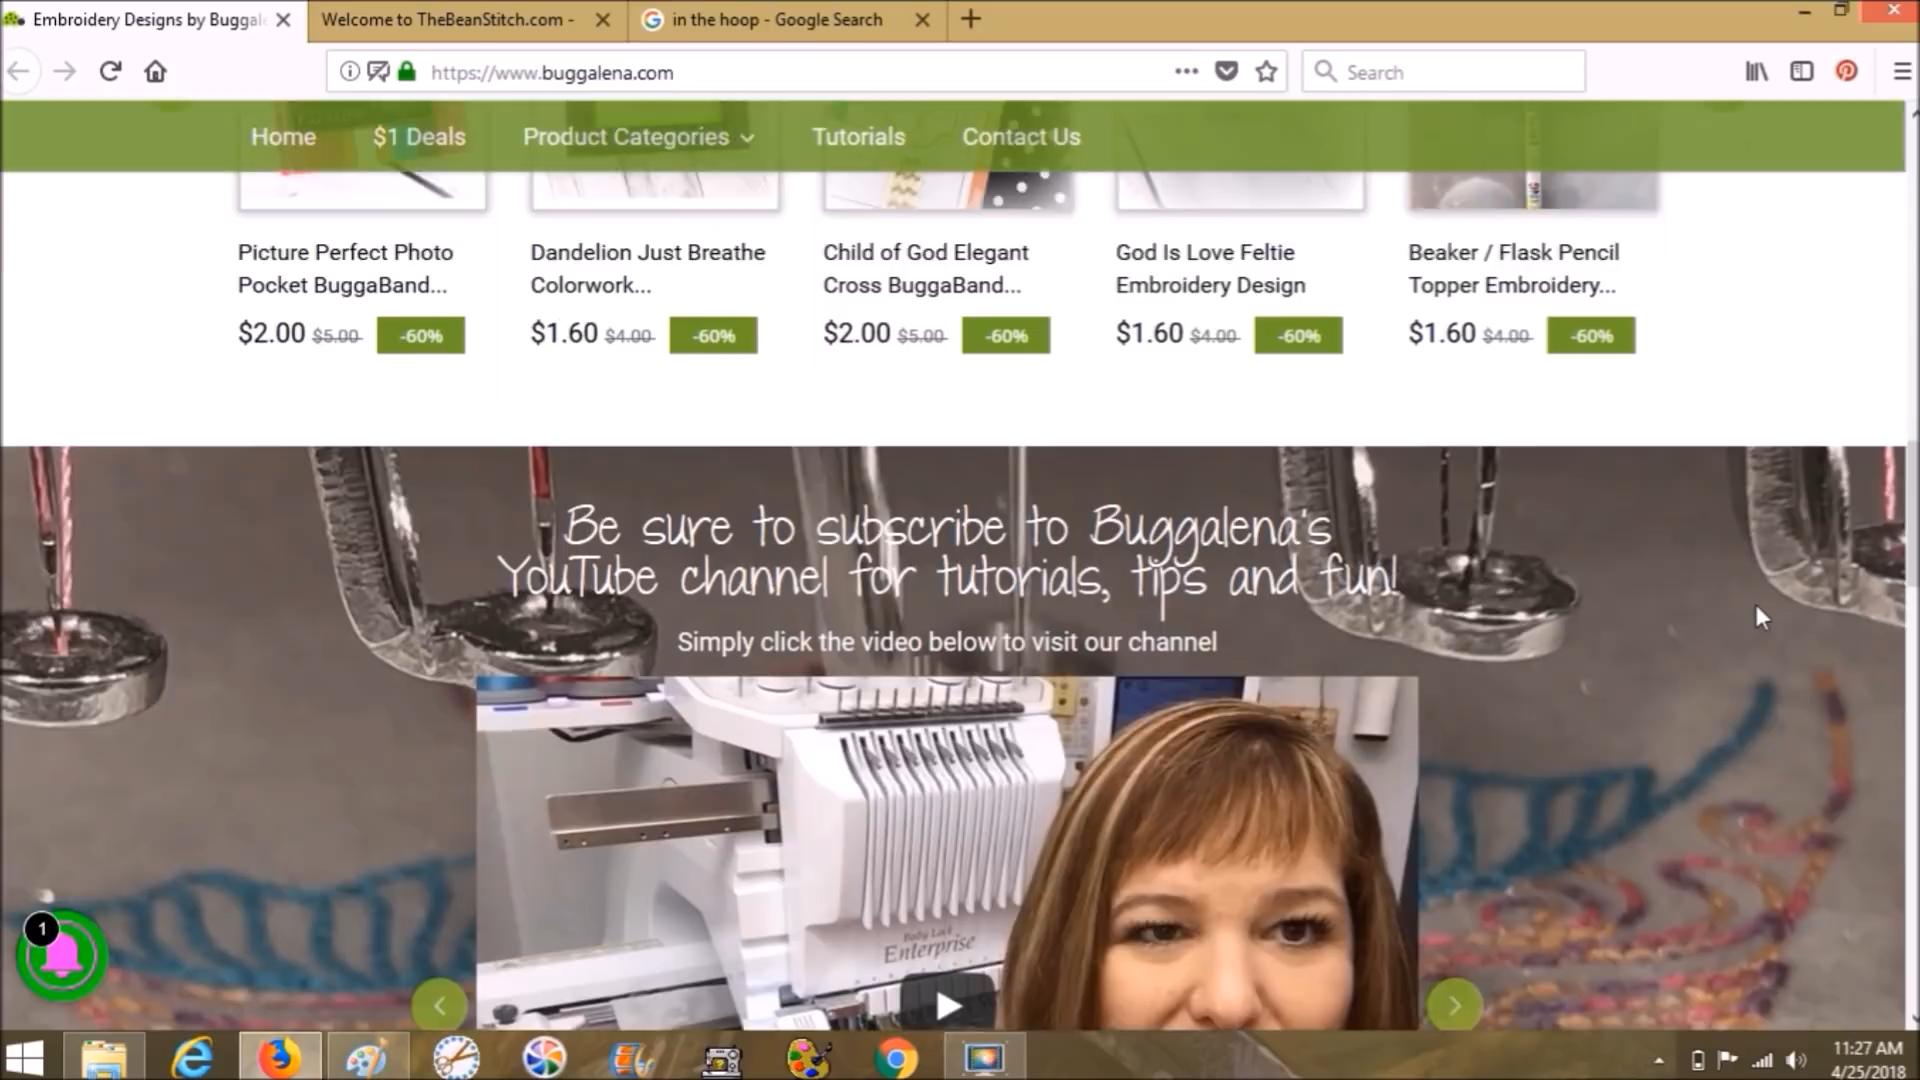 Embroidery Designs by Buggale
Welcome to TheBeanStitch.com -
in the hoop - Google Search
https://www.buggalena.com
Search
Home
$1 Deals
Product Categories
Tutorials
Contact Us
Picture Perfect Photo
Pocket BuggaBand...
$2.00 $5.00 -60%
Dandelion Just Breathe
Colorwork...
$1.60 $4.00 -60%
Child of God Elegant
Cross BuggaBand...
$2.00 $5.00 -60%
God Is Love Feltie
Embroidery Design
$1.60 $4.00 -60%
Beaker / Flask Pencil
Topper Embroidery...
$1.60 $4.00 -60%
Be sure to subscribe to Buggalena's
YouTube channel for tutorials, tips and fun!
Simply click the video below to visit our channel
Baby Lock
Enterprise
1
11:27 AM
4/25/2018